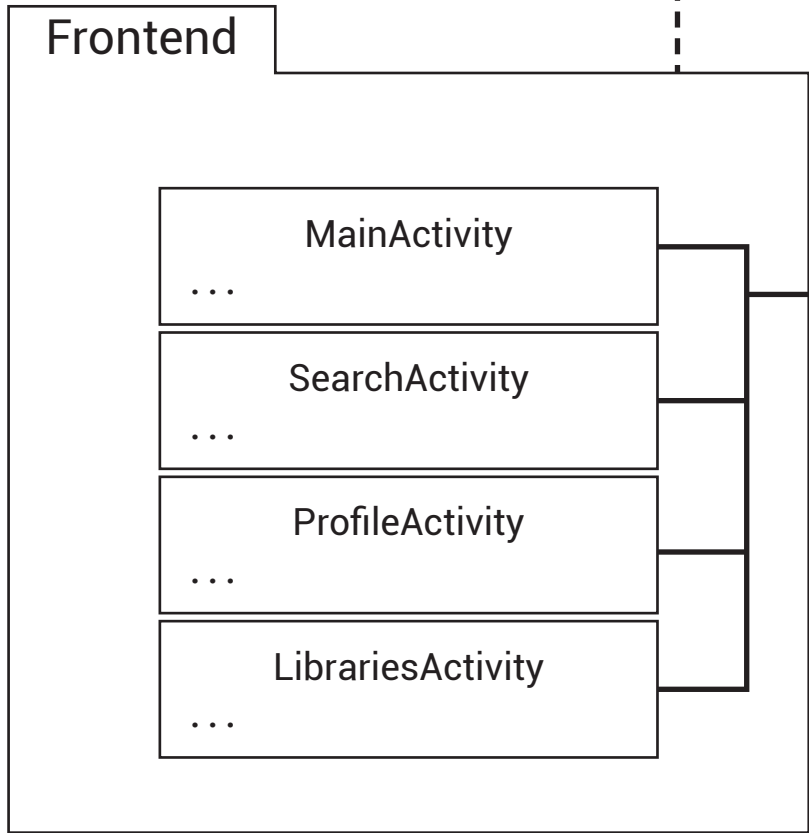 Frontend
MainActivity
...
SearchActivity
...
ProfileActivity
...
LibrariesActivity
...